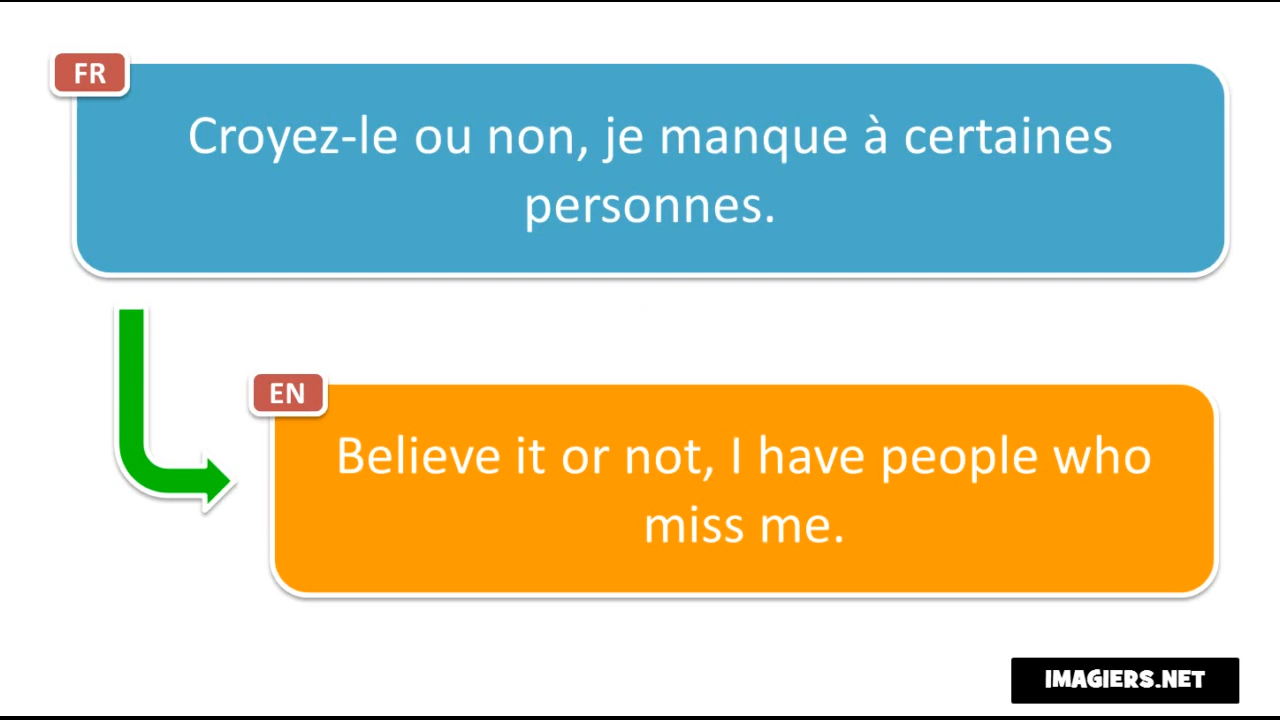 FR
Croyez-le ou non, je manque à certaines
personnes.
EN
Believe it or not, I have people who
miss me.
IMAGIERS.NET